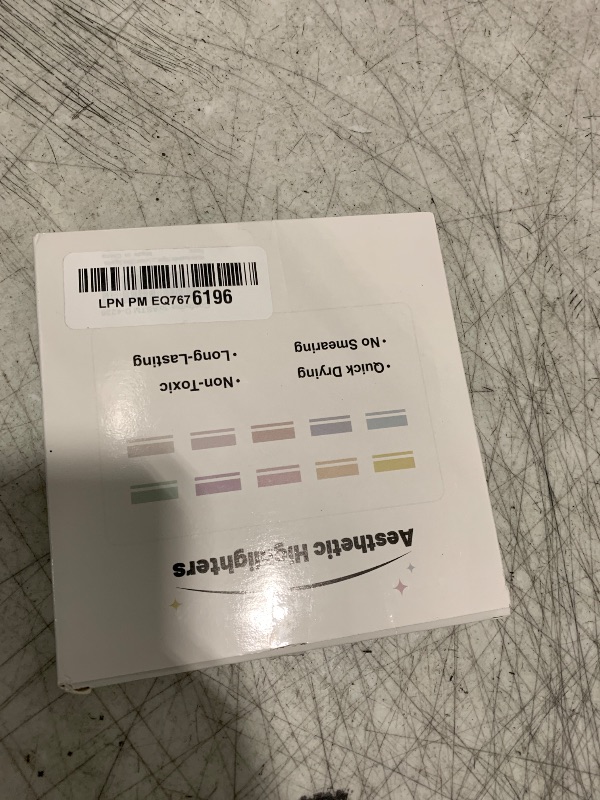 LPN PM EQ7676196
Aesthetic Highlighters
• Quick Drying
• Non-Toxic
• No Smearing
• Long-Lasting